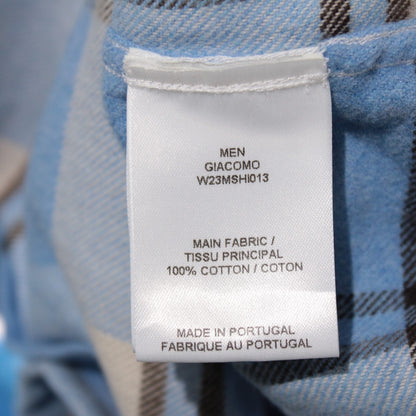 MEN
GIACOMO
W23MSHI013
MAIN FABRIC /
TISSU PRINCIPAL
100% COTTON / COTON
MADE IN PORTUGAL
FABRIQUE AU PORTUGAL